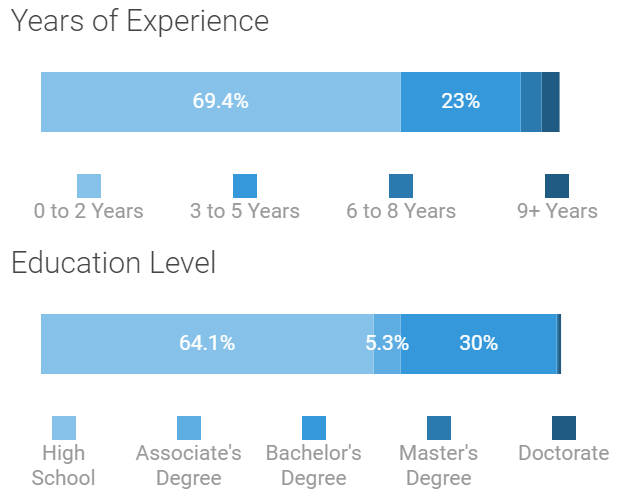 Years of Experience
69.4% 23%
0 to 2 Years 3 to 5 Years 6 to 8 Years 9+ Years
Education Level
64.1% 5.3% 30%
High Associate's Bachelor's Master's Doctorate
School Degree Degree Degree